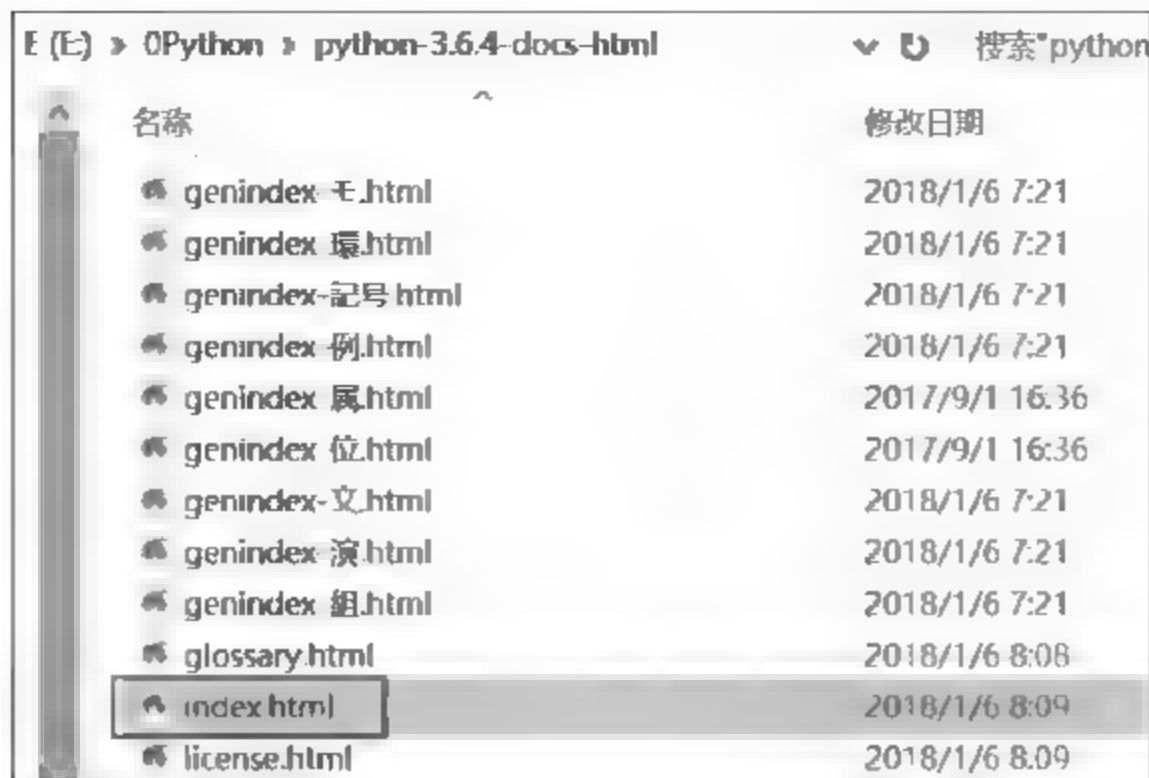 E (E:) > 0Python > python-3.6.4-docs-html 搜索"python
名称 修改日期
genindex-モ.html 2018/1/6 7:21
genindex-環.html 2018/1/6 7:21
genindex-記号.html 2018/1/6 7:21
genindex-例.html 2018/1/6 7:21
genindex-属.html 2017/9/1 16:36
genindex-位.html 2017/9/1 16:36
genindex-文.html 2018/1/6 7:21
genindex-演.html 2018/1/6 7:21
genindex-組.html 2018/1/6 7:21
glossary.html 2018/1/6 8:08
index.html 2018/1/6 8:09
license.html 2018/1/6 8:09